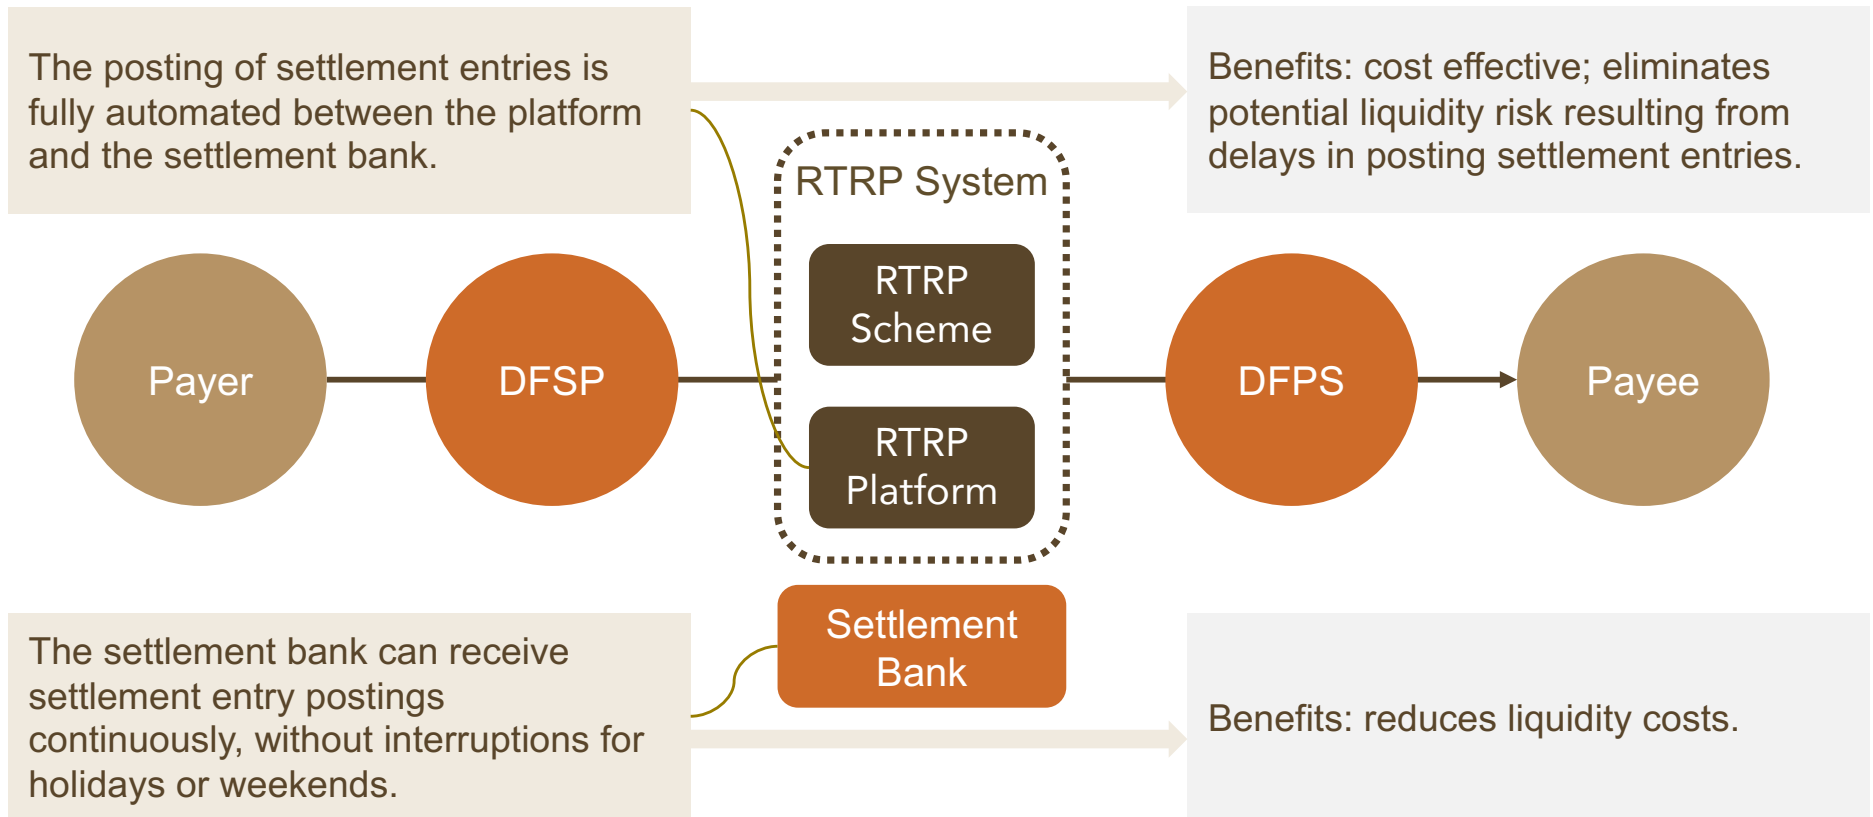 The posting of settlement entries is
fully automated between the platform
and the settlement bank.
Benefits: cost effective; eliminates
potential liquidity risk resulting from
delays in posting settlement entries.
RTRP System
RTRP
Scheme
RTRP
Platform
Payer
DFSP
DFPS
Payee
Settlement
Bank
The settlement bank can receive
settlement entry postings
continuously, without interruptions for
holidays or weekends.
Benefits: reduces liquidity costs.